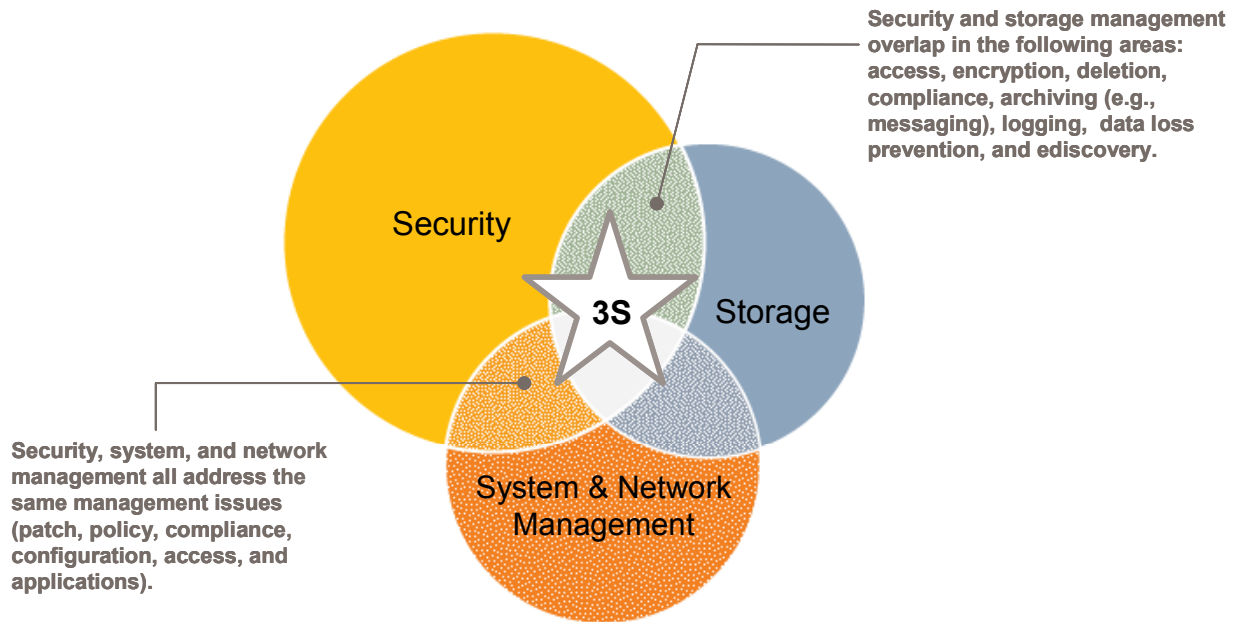 Security and storage management
overlap in the following areas:
access, encryption, deletion,
compliance, archiving (e.g.,
messaging), logging,  data loss
prevention, and ediscovery.
Security
3S
Storage
Security, system, and network
management all address the
same management issues
(patch, policy, compliance,
configuration, access, and
applications).
System & Network
Management